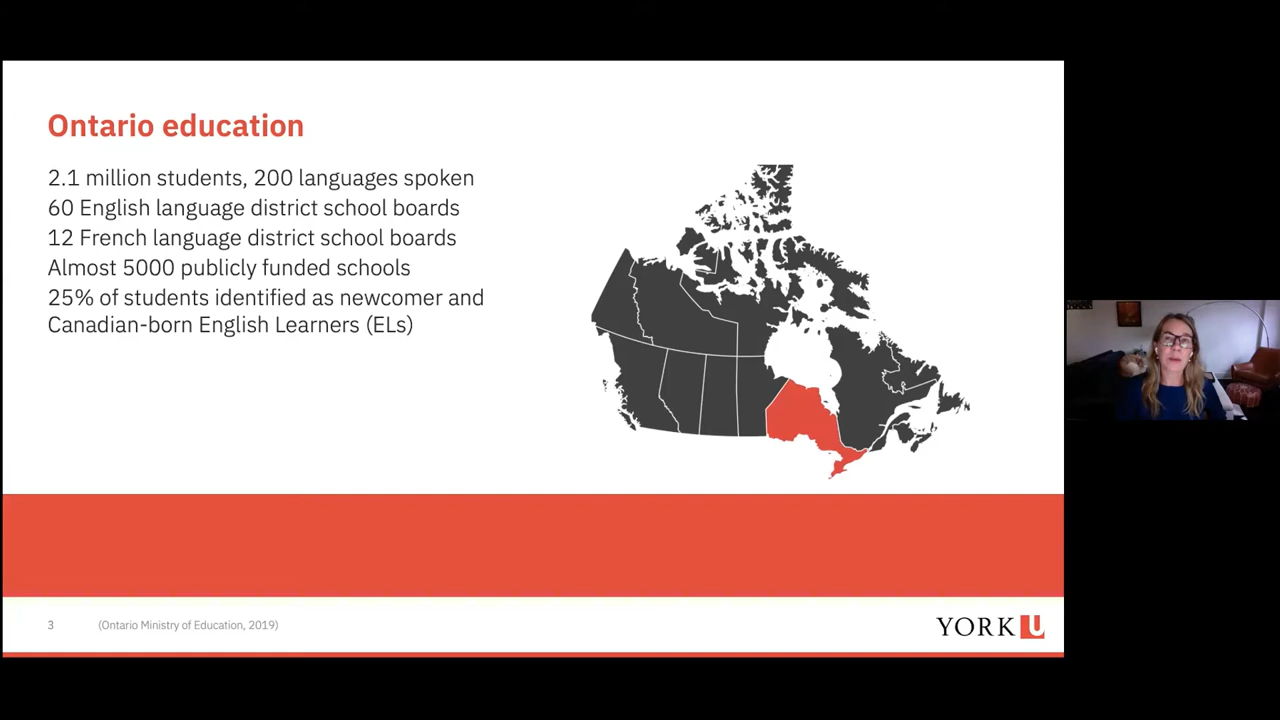 Ontario education
2.1 million students, 200 languages spoken
60 English language district school boards
12 French language district school boards
Almost 5000 publicly funded schools
25% of students identified as newcomer and
Canadian-born English Learners (ELs)
3
(Ontario Ministry of Education, 2019)
YORK U